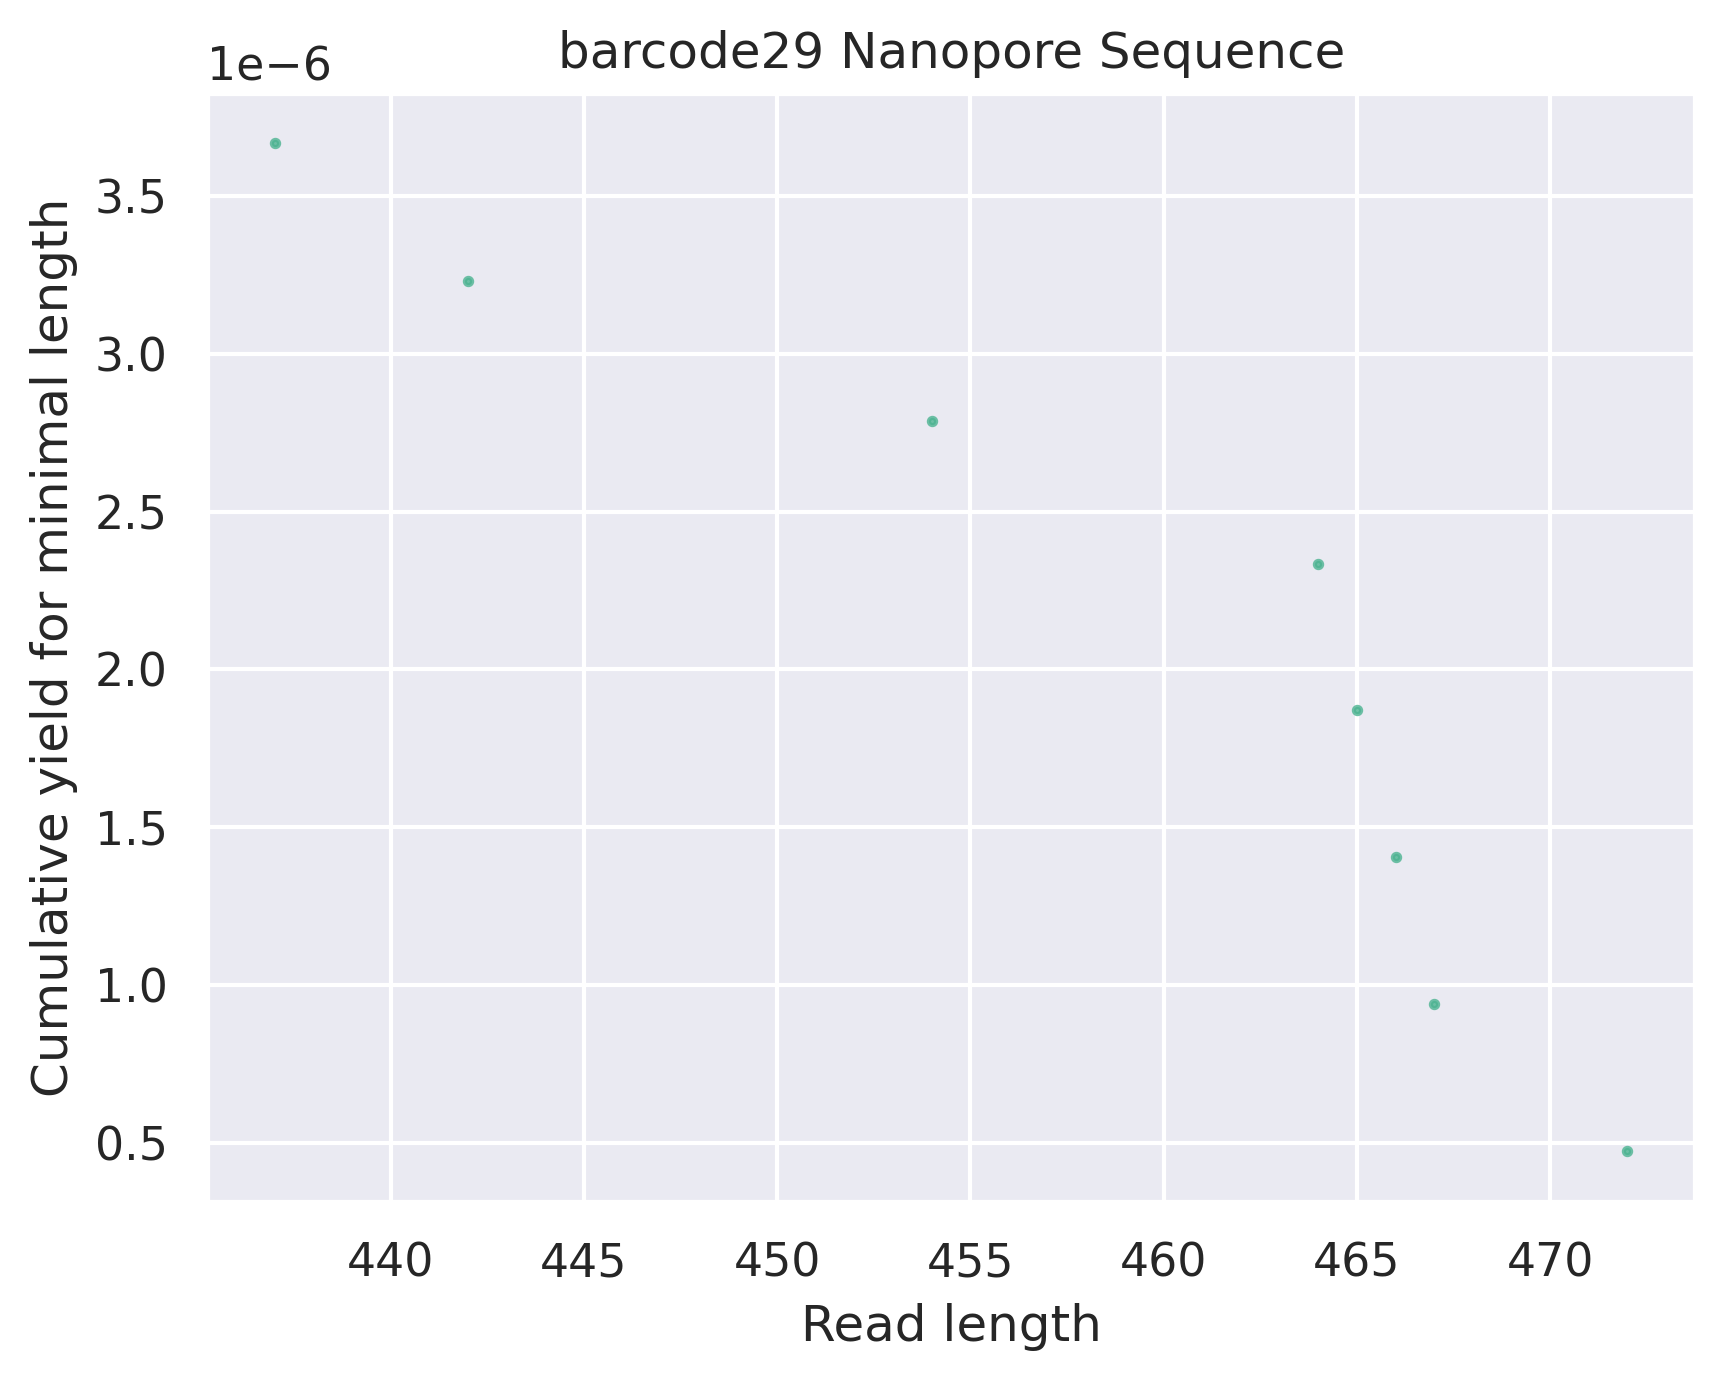 barcode29 Nanopore Sequence
1e−6
3.5
3.0
2.5
2.0
1.5
1.0
0.5
Cumulative yield for minimal length
440 445 450 455 460 465 470
Read length